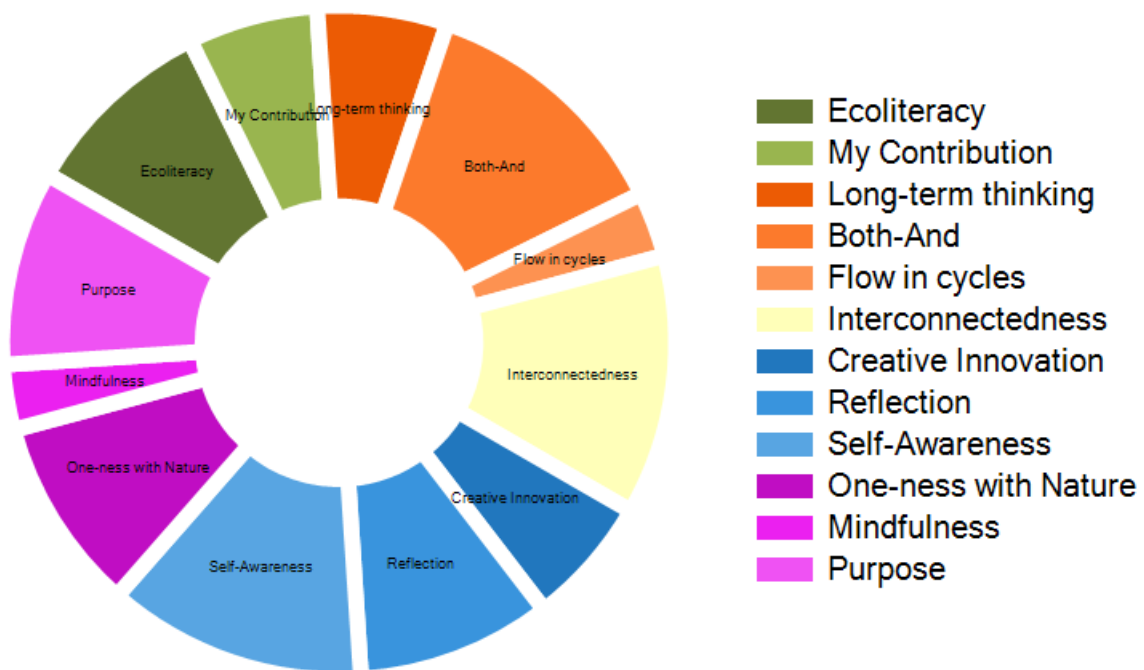 My Contribution
Long-term thinking
Ecoliteracy
Both-And
Flow in cycles
Purpose
Interconnectedness
Mindfulness
One-ness with Nature
Creative Innovation
Self-Awareness
Reflection
Ecoliteracy
My Contribution
Long-term thinking
Both-And
Flow in cycles
Interconnectedness
Creative Innovation
Reflection
Self-Awareness
One-ness with Nature
Mindfulness
Purpose